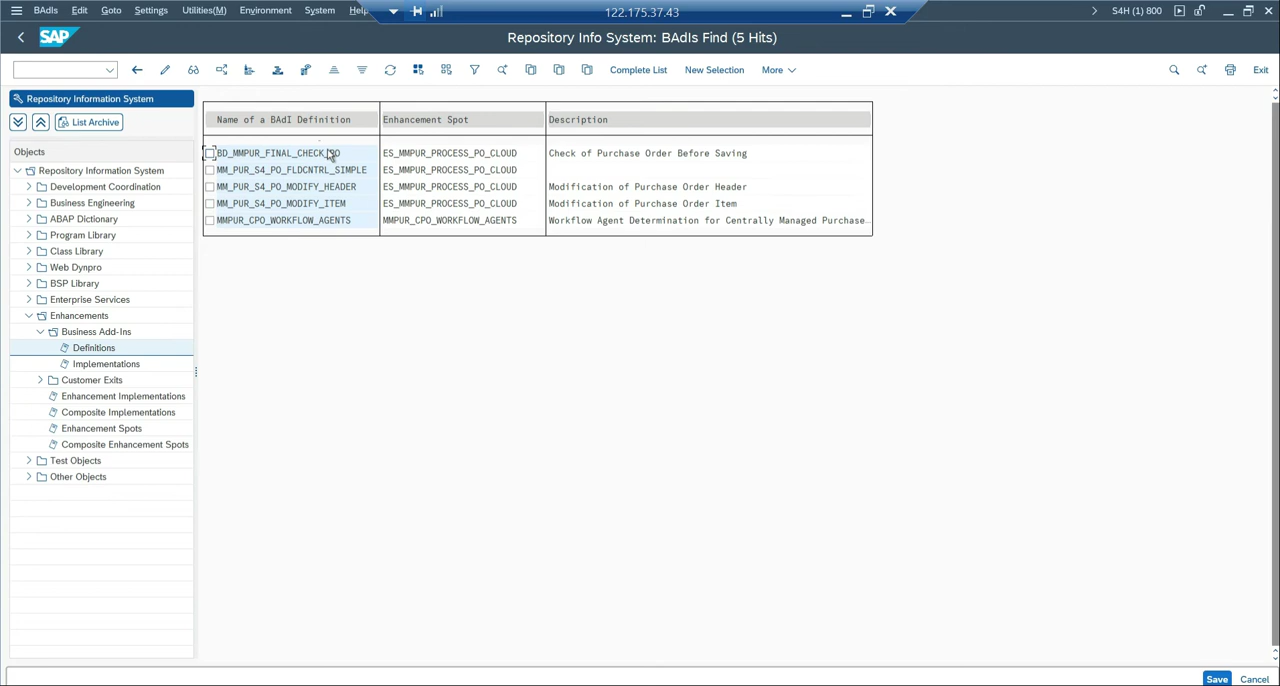 BAdIs Edit Goto Settings Utilities(M) Environment System Help 122.175.37.43 S4H (1) 800
SAP Repository Info System: BAdIs Find (5 Hits)
Complete List New Selection More Exit
Repository Information System
List Archive
Objects
Repository Information System
Development Coordination
Business Engineering
ABAP Dictionary
Program Library
Class Library
Web Dynpro
BSP Library
Enterprise Services
Enhancements
Business Add-Ins
Definitions
Implementations
Customer Exits
Enhancement Implementations
Composite Implementations
Enhancement Spots
Composite Enhancement Spots
Test Objects
Other Objects
Name of a BAdI Definition Enhancement Spot Description
BD_MMPUR_FINAL_CHECK_PO ES_MMPUR_PROCESS_PO_CLOUD Check of Purchase Order Before Saving
MM_PUR_S4_PO_FLDCNTRL_SIMPLE ES_MMPUR_PROCESS_PO_CLOUD
MM_PUR_S4_PO_MODIFY_HEADER ES_MMPUR_PROCESS_PO_CLOUD Modification of Purchase Order Header
MM_PUR_S4_PO_MODIFY_ITEM ES_MMPUR_PROCESS_PO_CLOUD Modification of Purchase Order Item
MMPUR_CPO_WORKFLOW_AGENTS MMPUR_CPO_WORKFLOW_AGENTS Workflow Agent Determination for Centrally Managed Purchase
Save Cancel